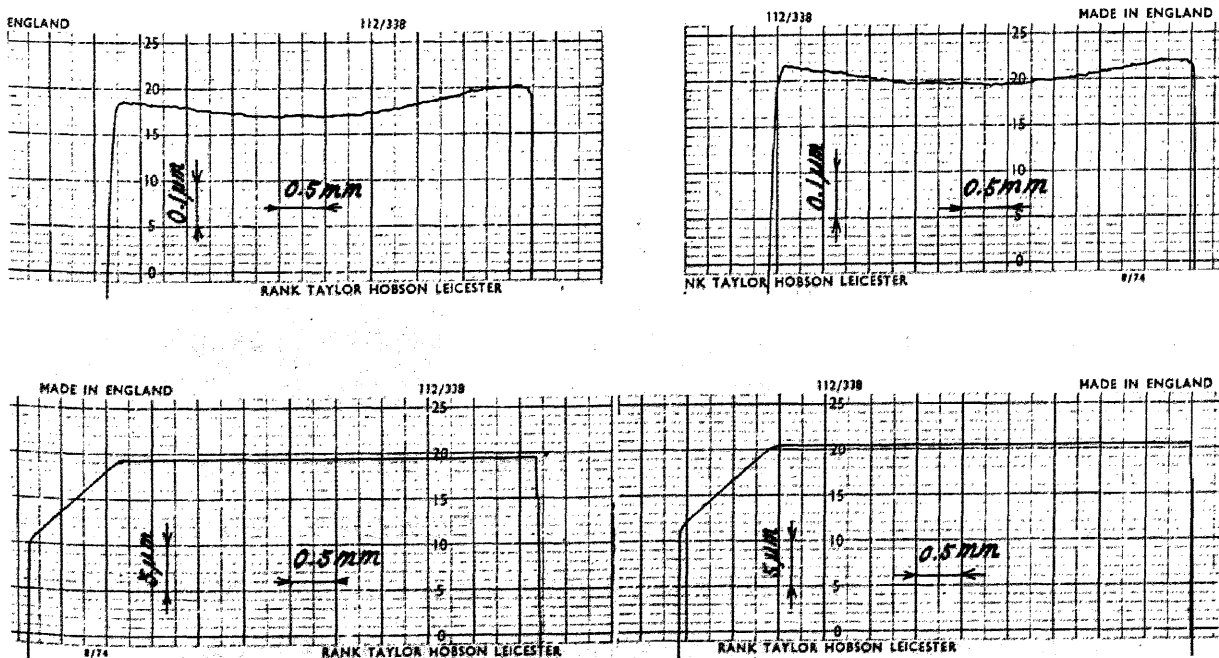 ENGLAND
112/338
25
20
15
10
5
0
0.1μm
0.5mm
RANK TAYLOR HOBSON LEICESTER
112/338
MADE IN ENGLAND
25
20
15
10
5
0
0.1μm
0.5mm
NK TAYLOR HOBSON LEICESTER
8/74
MADE IN ENGLAND
112/338
25
20
15
10
5
0
5μm
0.5mm
8/74
RANK TAYLOR HOBSON LEICESTER
112/338
MADE IN ENGLAND
25
20
15
10
5
0
5μm
0.5mm
RANK TAYLOR HOBSON LEICESTER
8/74